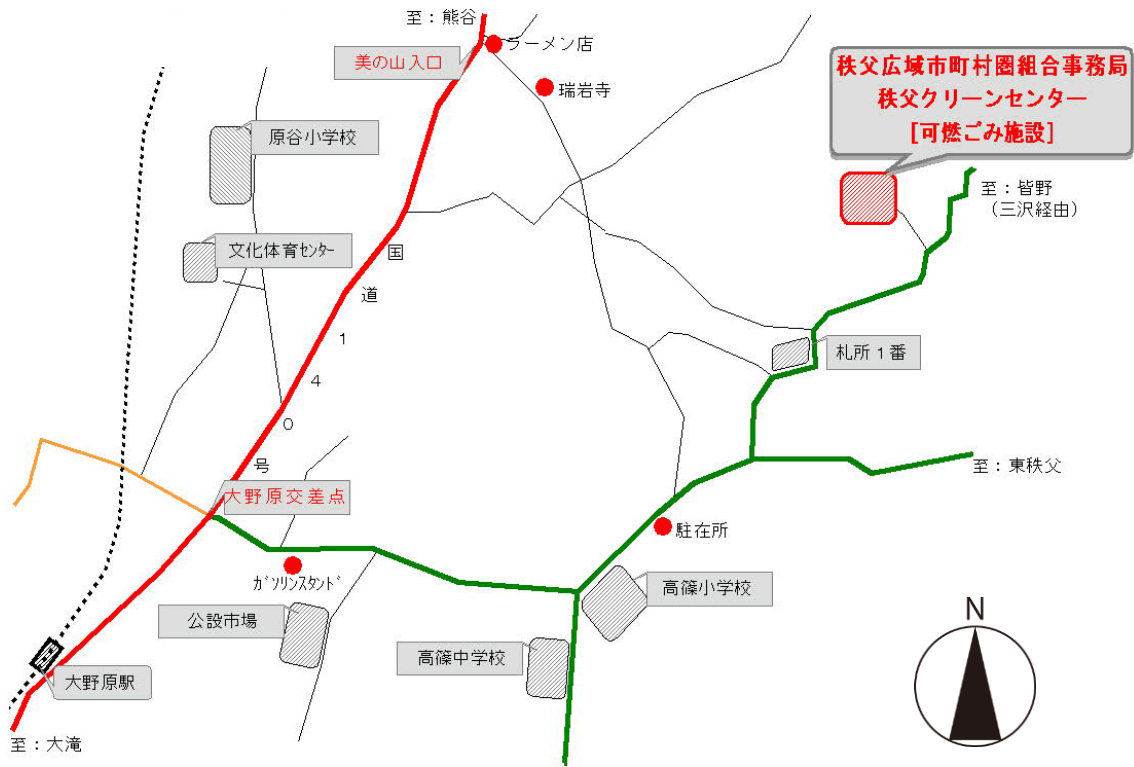 至：熊谷
ラーメン店
美の山入口
瑞岩寺
秩父広域市町村圏組合事務局
秩父クリーンセンター
[可燃ごみ施設]
原谷小学校
至：皆野
（三沢経由）
文化体育ｾﾝﾀｰ
国
道
1
4
0
号
札所１番
至：東秩父
大野原交差点
駐在所
ｶﾞｿﾘﾝｽﾀﾝﾄﾞ
高篠小学校
公設市場
高篠中学校
N
大野原駅
至：大滝